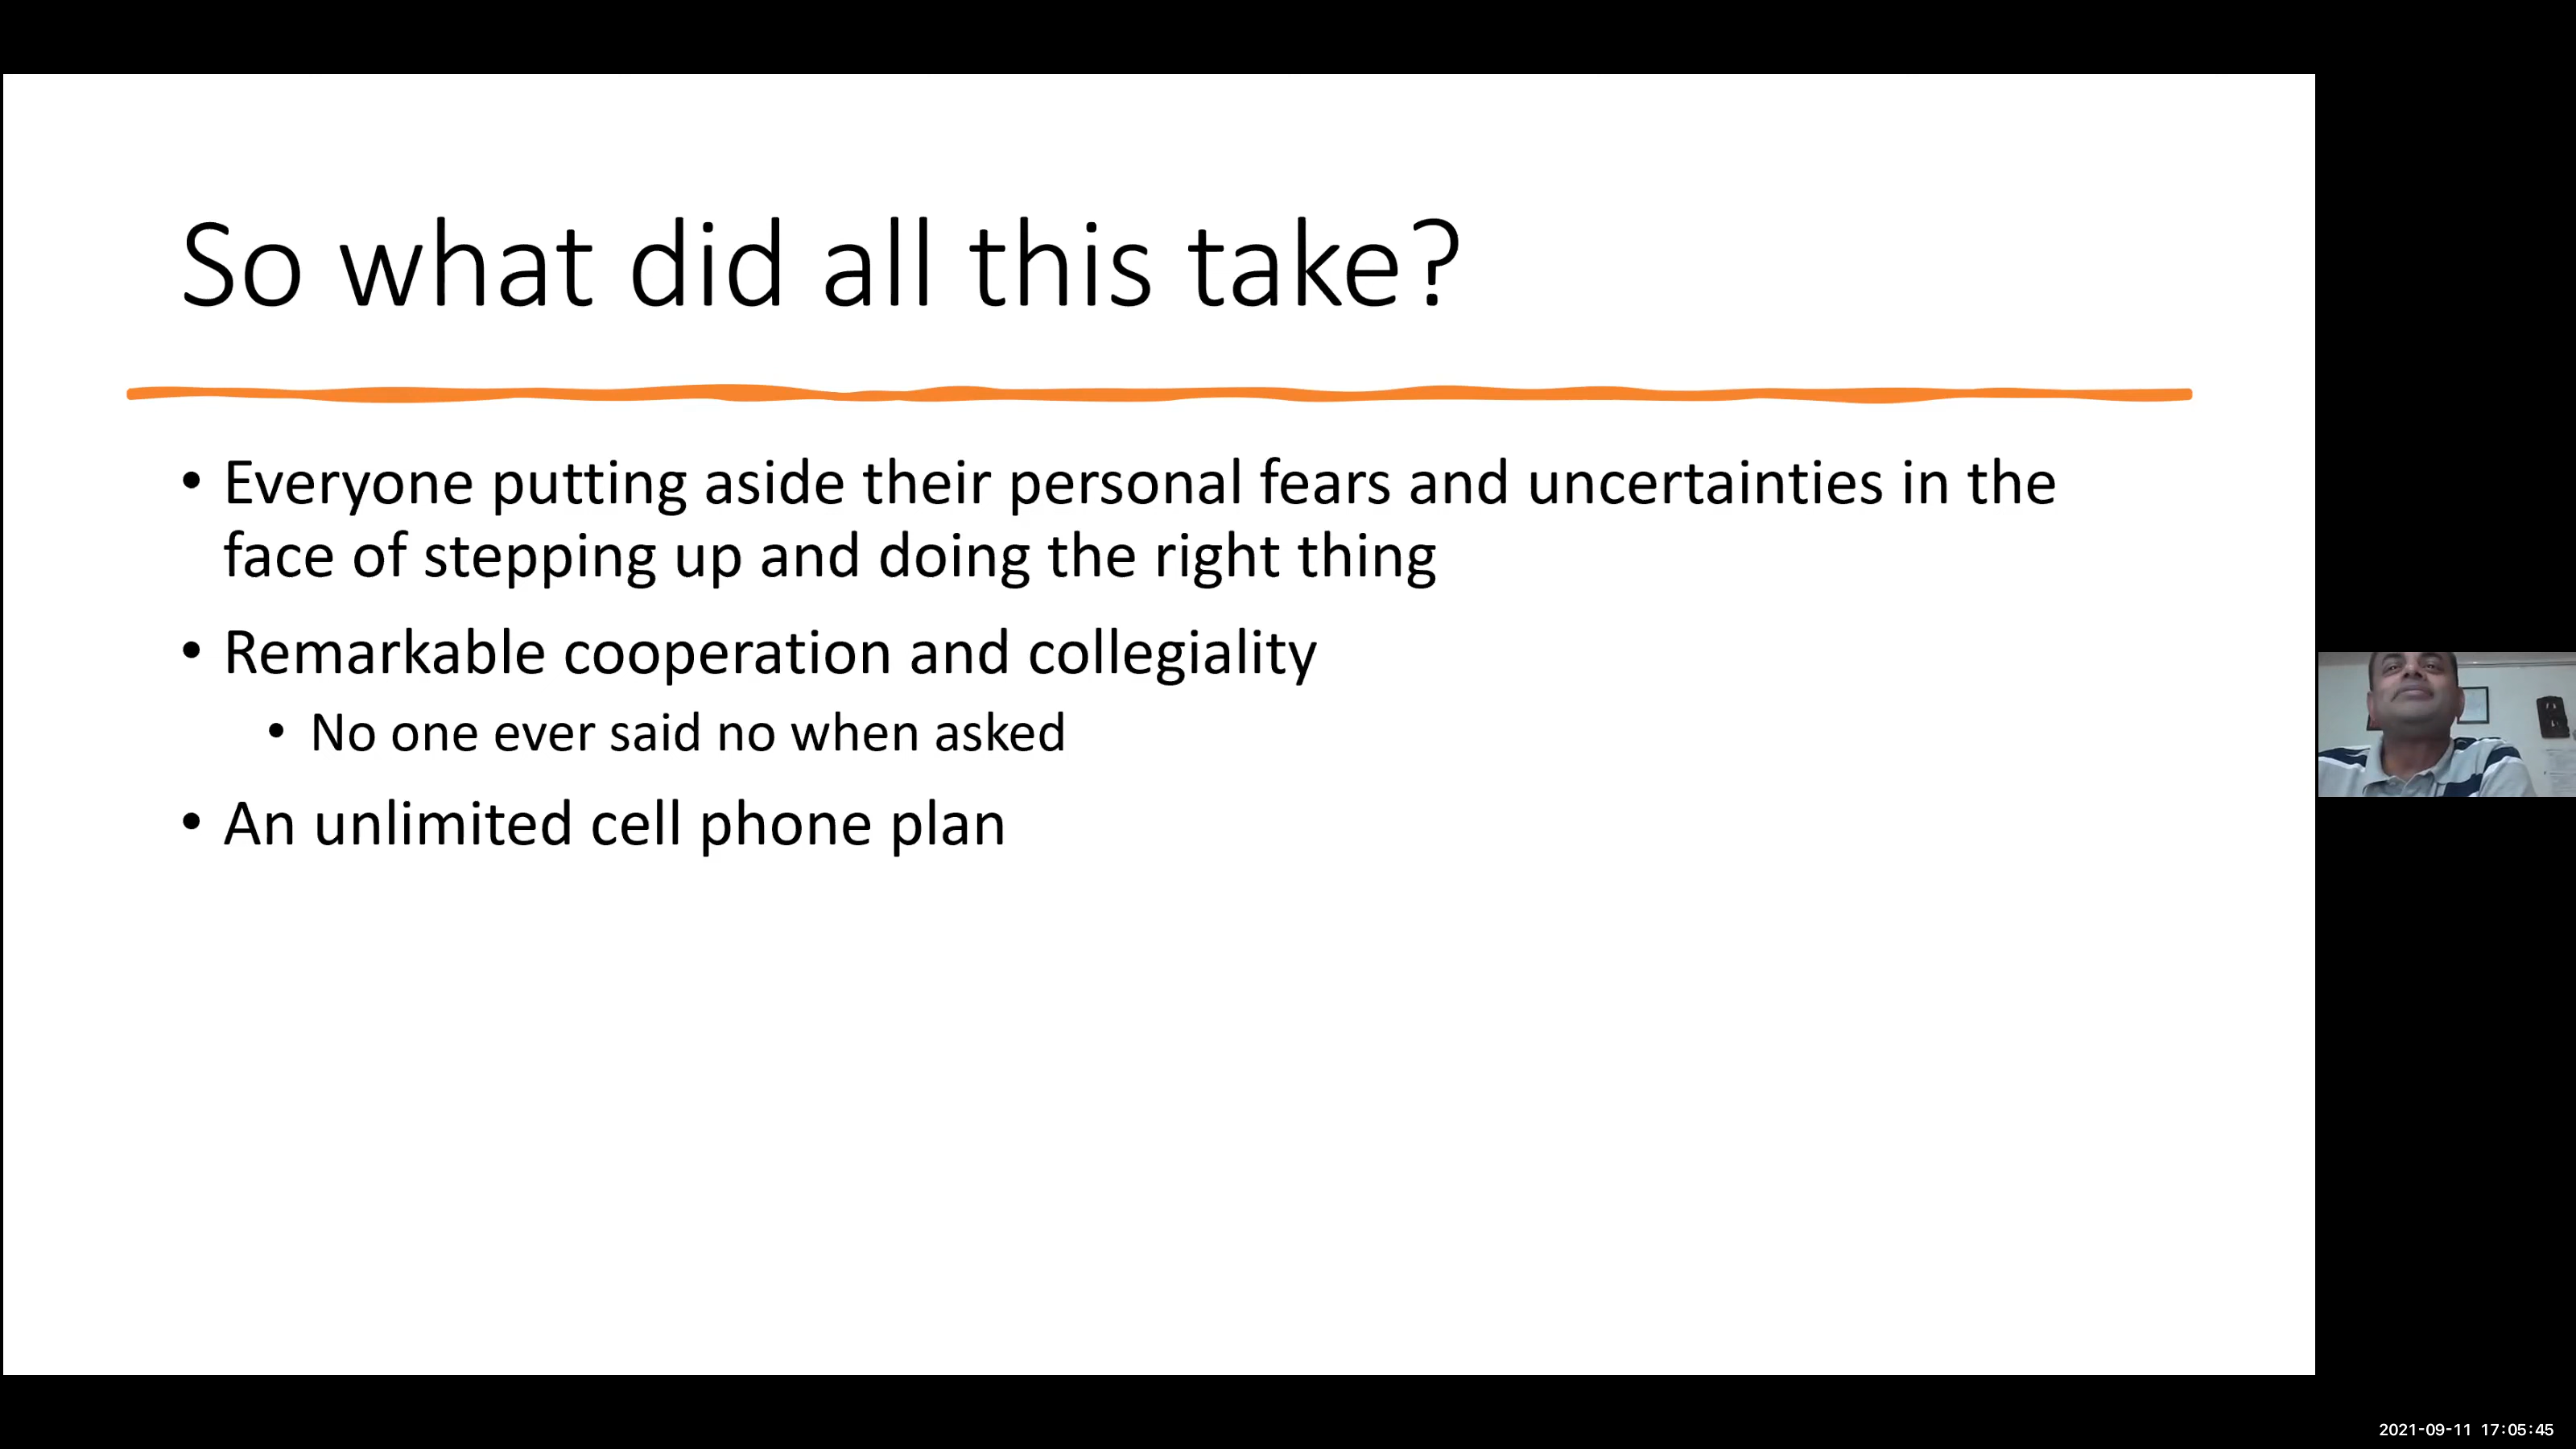 So what did all this take?
• Everyone putting aside their personal fears and uncertainties in the
face of stepping up and doing the right thing
• Remarkable cooperation and collegiality
• No one ever said no when asked
• An unlimited cell phone plan
2021-09-11 17:05:45